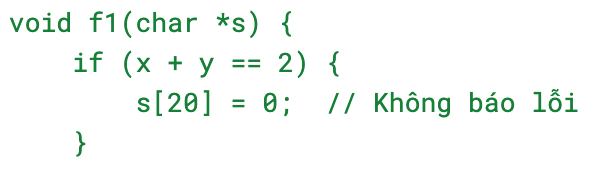 void f1(char *s) {
    if (x + y == 2) {
        s[20] = 0;  // Không báo lỗi
    }